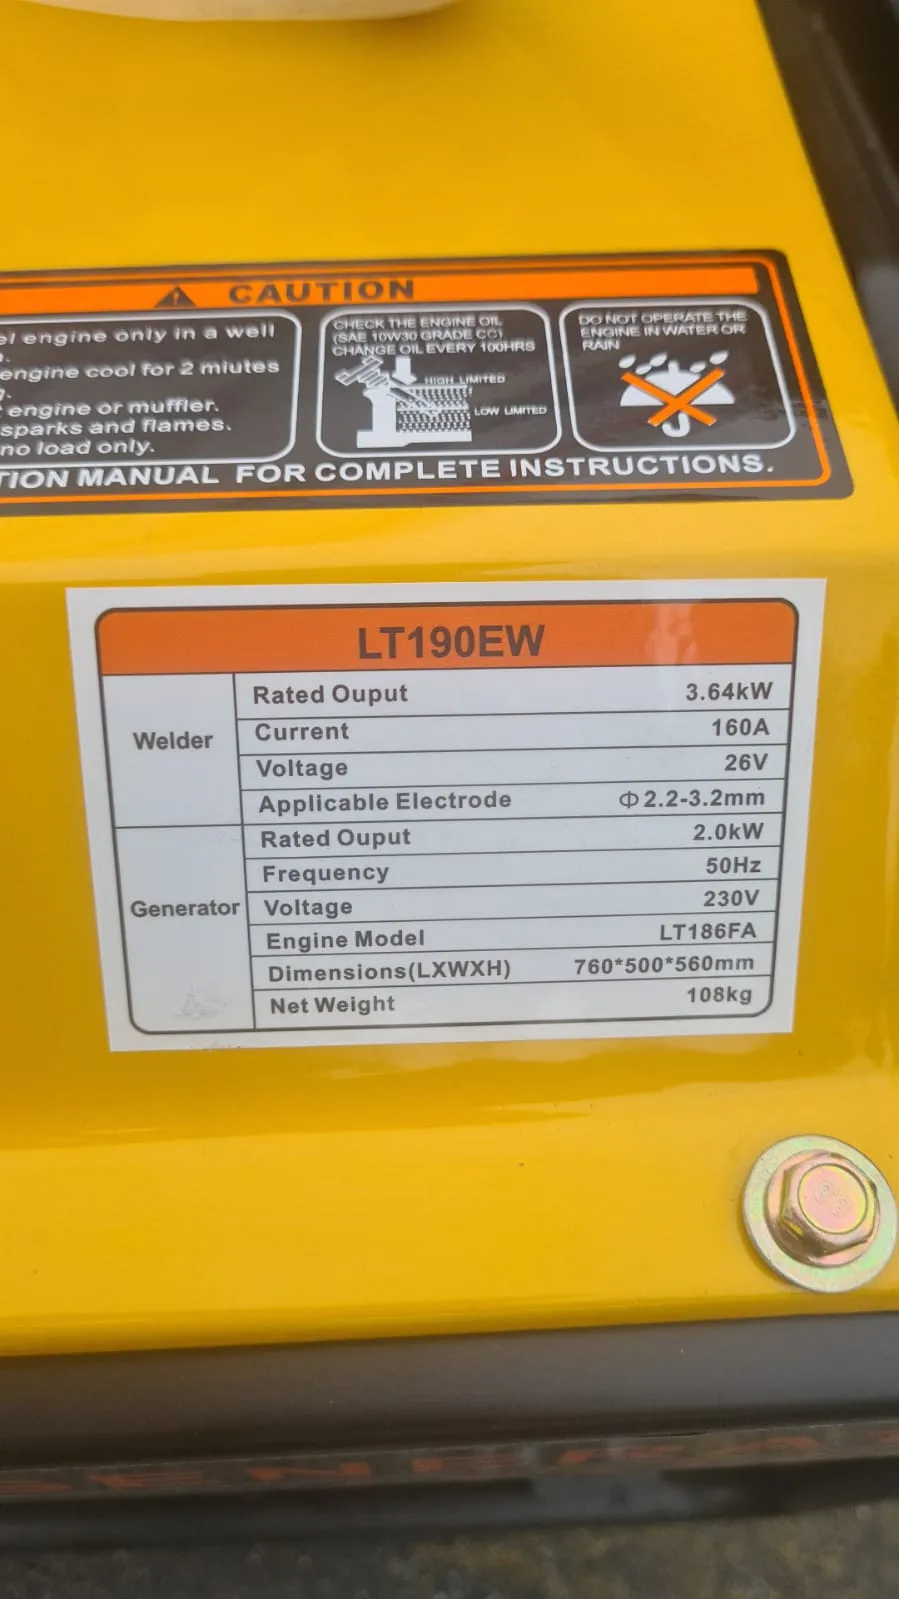 CAUTION
el engine only in a well
engine cool for 2 miutes
engine or muffler.
sparks and flames.
no load only.
CHECK THE ENGINE OIL
(SAE 10W30 GRADE CC)
CHANGE OIL EVERY 100HRS
HIGH LIMITED
LOW LIMITED
DO NOT OPERATE THE
ENGINE IN WATER OR
RAIN
TION MANUAL FOR COMPLETE INSTRUCTIONS.
LT190EW
Welder
Rated Ouput 3.64kW
Current 160A
Voltage 26V
Applicable Electrode Φ2.2-3.2mm
Generator
Rated Ouput 2.0kW
Frequency 50Hz
Voltage 230V
Engine Model LT186FA
Dimensions(LXWXH) 760*500*560mm
Net Weight 108kg